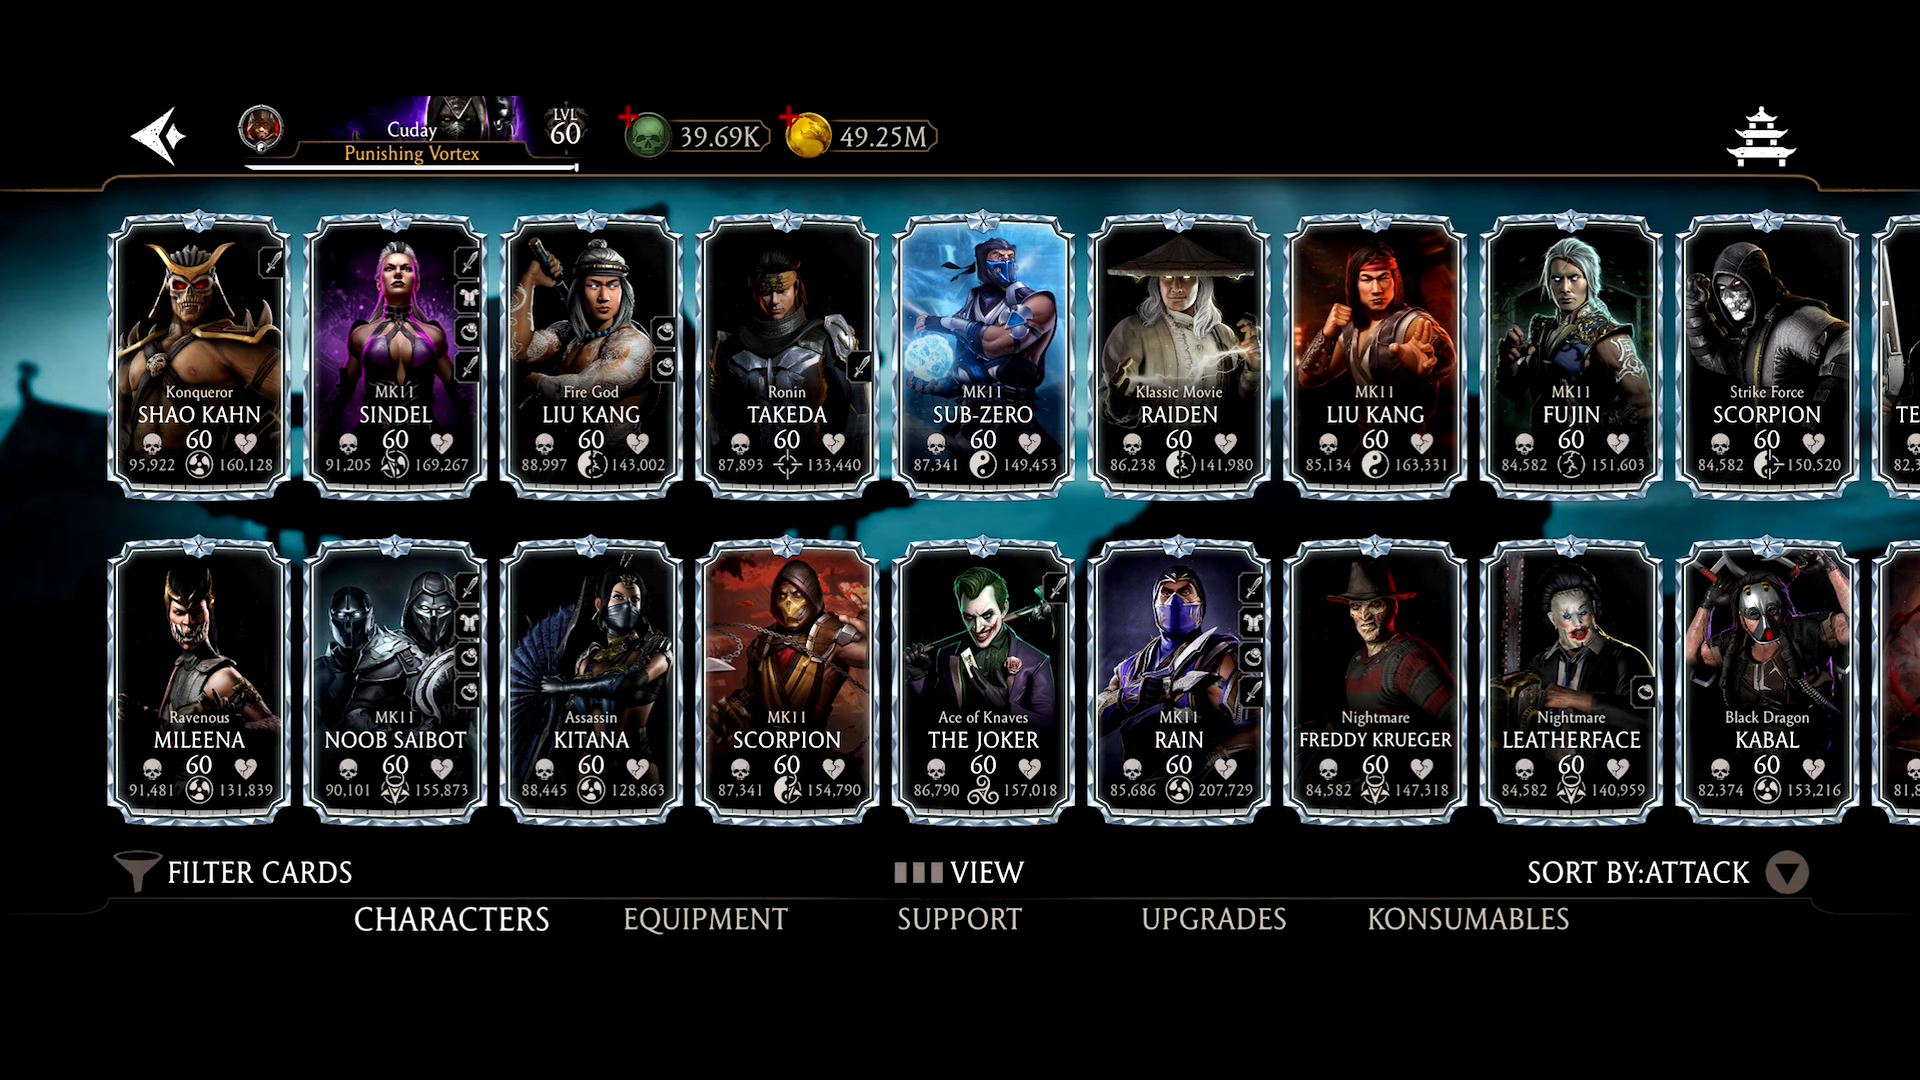 Cuday
Punishing Vortex
LVL
60
39.69K
49.25M
Konqueror
SHAO KAHN
60
95,922 160,128
MK11
SINDEL
60
91,205 169,267
Fire God
LIU KANG
60
88,997 143,002
Ronin
TAKEDA
60
87,893 133,440
MK11
SUB-ZERO
60
87,341 149,453
Klassic Movie
RAIDEN
60
86,238 141,980
MK11
LIU KANG
60
85,134 163,331
MK11
FUJIN
60
84,582 151,603
Strike Force
SCORPION
60
84,582 150,520
TE
82,3
Ravenous
MILEENA
60
91,481 131,839
MK11
NOOB SAIBOT
60
90,101 155,873
Assassin
KITANA
60
88,445 128,863
MK11
SCORPION
60
87,341 154,790
Ace of Knaves
THE JOKER
60
86,790 157,018
MK11
RAIN
60
85,686 207,729
Nightmare
FREDDY KRUEGER
60
84,582 147,318
Nightmare
LEATHERFACE
60
84,582 140,959
Black Dragon
KABAL
60
82,374 153,216
81,8
FILTER CARDS
VIEW
SORT BY:ATTACK
CHARACTERS
EQUIPMENT
SUPPORT
UPGRADES
KONSUMABLES